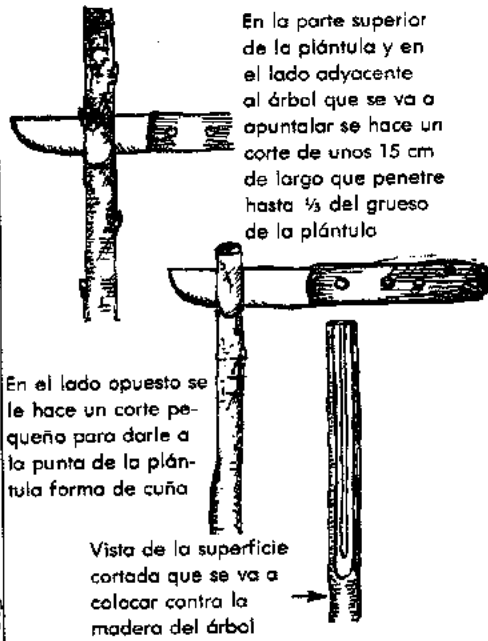 En la parte superior
de la plántula y en
el lado adyacente
al árbol que se va a
apuntalar se hace un
corte de unos 15 cm
de largo que penetre
hasta ⅓ del grueso
de la plántula
En el lado opuesto se
le hace un corte pe-
queño para darle a
la punta de la plán-
tula forma de cuña
Vista de la superficie
cortada que se va a
colocar contra la
madera del árbol